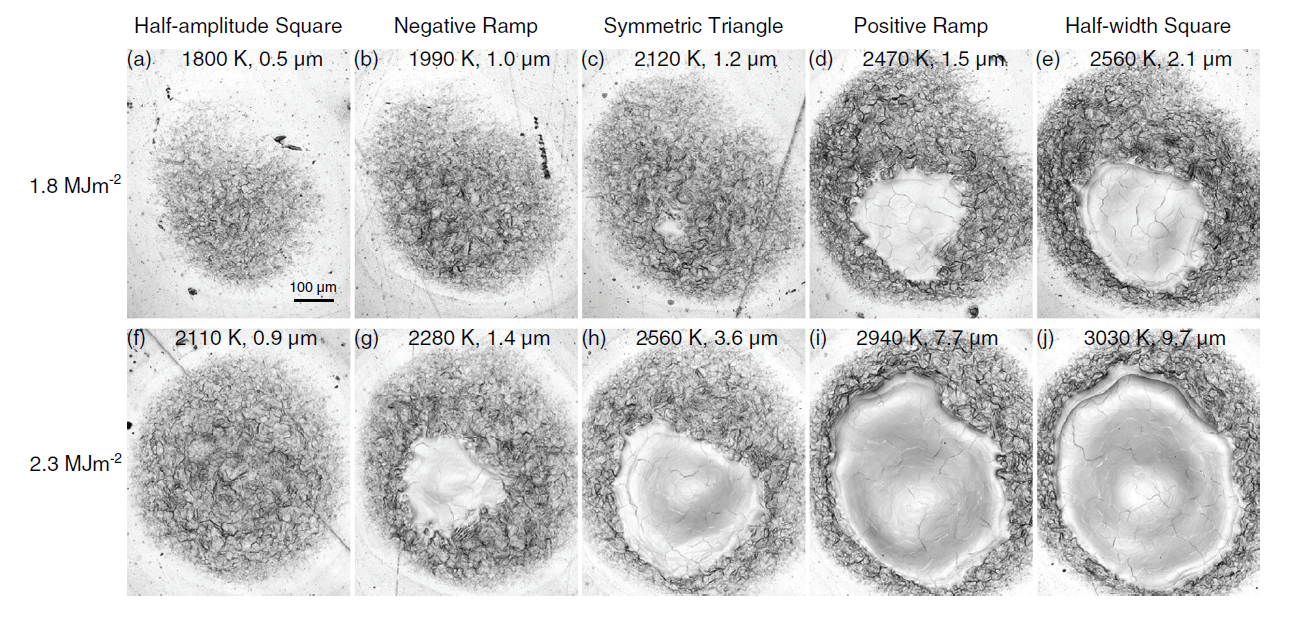 Half-amplitude Square Negative Ramp Symmetric Triangle Positive Ramp Half-width Square
(a) 1800 K, 0.5 µm (b) 1990 K, 1.0 µm (c) 2120 K, 1.2 µm (d) 2470 K, 1.5 µm (e) 2560 K, 2.1 µm
1.8 MJm-2
100 µm
(f) 2110 K, 0.9 µm (g) 2280 K, 1.4 µm (h) 2560 K, 3.6 µm (i) 2940 K, 7.7 µm (j) 3030 K, 9.7 µm
2.3 MJm-2